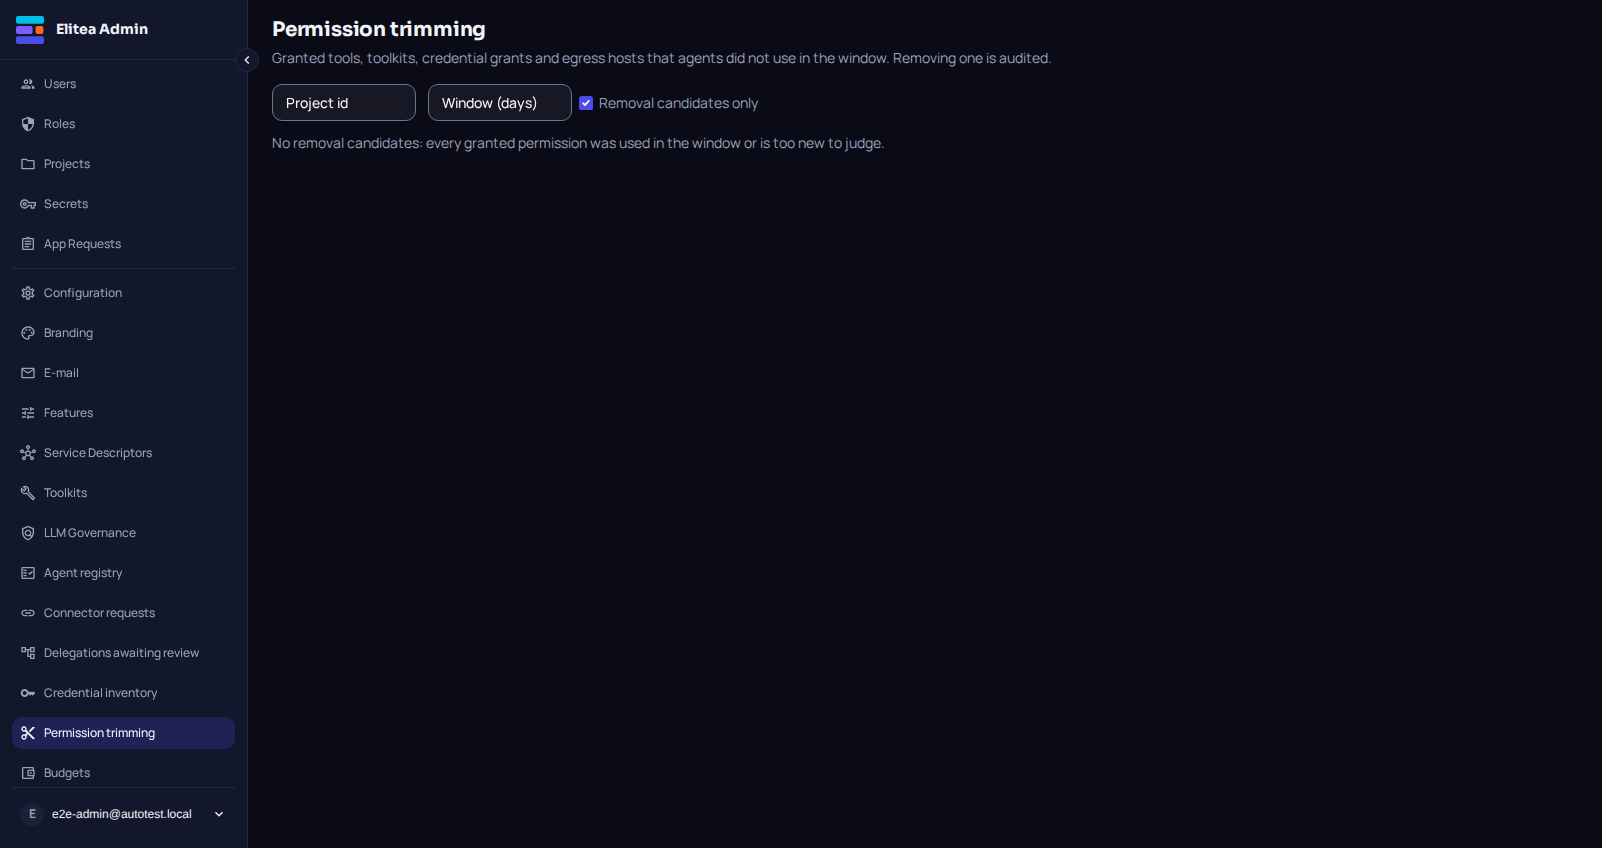 Elitea Admin
Users
Roles
Projects
Secrets
App Requests
Configuration
Branding
E-mail
Features
Service Descriptors
Toolkits
LLM Governance
Agent registry
Connector requests
Delegations awaiting review
Credential inventory
Permission trimming
Budgets
E e2e-admin@autotest.local
Permission trimming
Granted tools, toolkits, credential grants and egress hosts that agents did not use in the window. Removing one is audited.
Project id Window (days) Removal candidates only
No removal candidates: every granted permission was used in the window or is too new to judge.